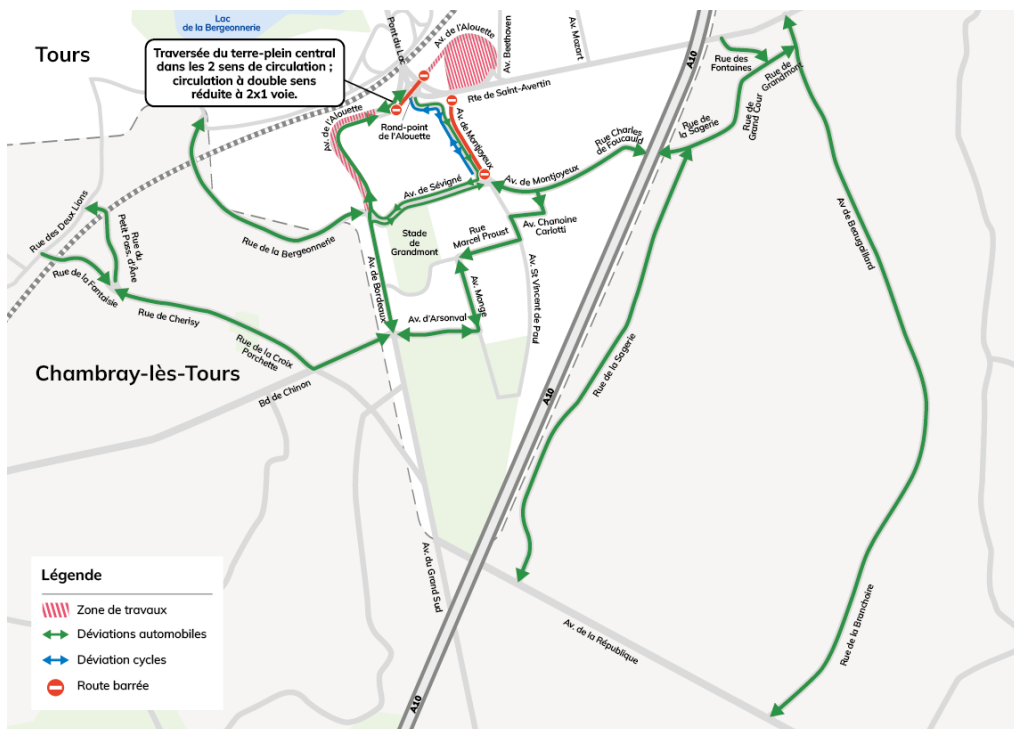 Lac
de la Bergeonnerie
Tours
Traversée du terre-plein central
dans les 2 sens de circulation ;
circulation à double sens
réduite à 2x1 voie.
Pont du Lac
Av. de l'Alouette
Av. Beethoven
Av. Mozart
A10
Rue des
Fontaines
Rue de
Grandmont
Rte de Saint-Avertin
Rue de
Grand Cour
Rue de
la Sagerie
Av. de l'Alouette
Rond-point
de l'Alouette
Av. de Montjoyeux
Rue Charles
de Foucauld
Av. de Sévigné
Av. de Montjoyeux
Rue des Deux Lions
Rue du
Petit Pass. d'Âne
Rue de la Bergeonnerie
Stade
de
Grandmont
Rue
Marcel Proust
Av. Chanoine
Carlotti
Av. de Beaugaillard
Rue de la Fantaisie
Av. de Bordeaux
Av. Monge
Av. St Vincent de Paul
Rue de Cherisy
Av. d'Arsonval
Rue de la Croix
Porchette
Rue de la Sagerie
Chambray-lès-Tours
Bd de Chinon
A10
Av. du Grand Sud
Rue de la Branchoire
Av. de la République
A10
Légende
Zone de travaux
Déviations automobiles
Déviation cycles
Route barrée